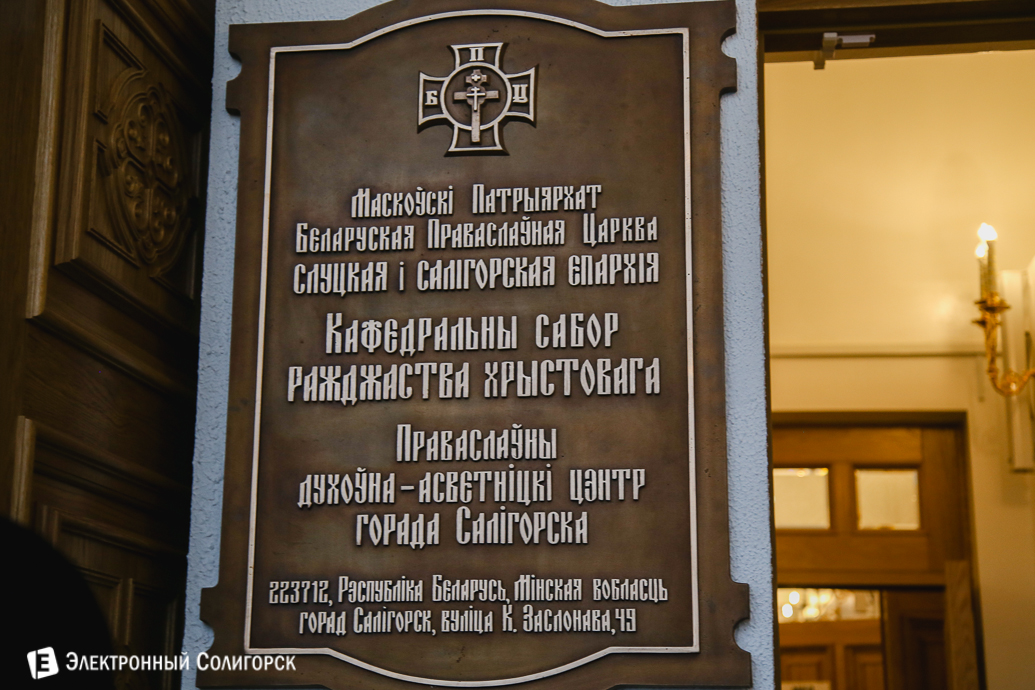 П
Б Ц
Маскоўскі Патрыярхат
Беларуская Праваслаўная Царква
Слуцкая і Салігорская епархія
Кафедральны сабор
Ражджаства Хрыстовага
Праваслаўны
духоўна-асветніцкі цэнтр
горада Салігорска
223712, Рэспубліка Беларусь, Мінская вобласць
горад Салігорск, вуліца К. Заслонава, 49
E Электронный Солигорск